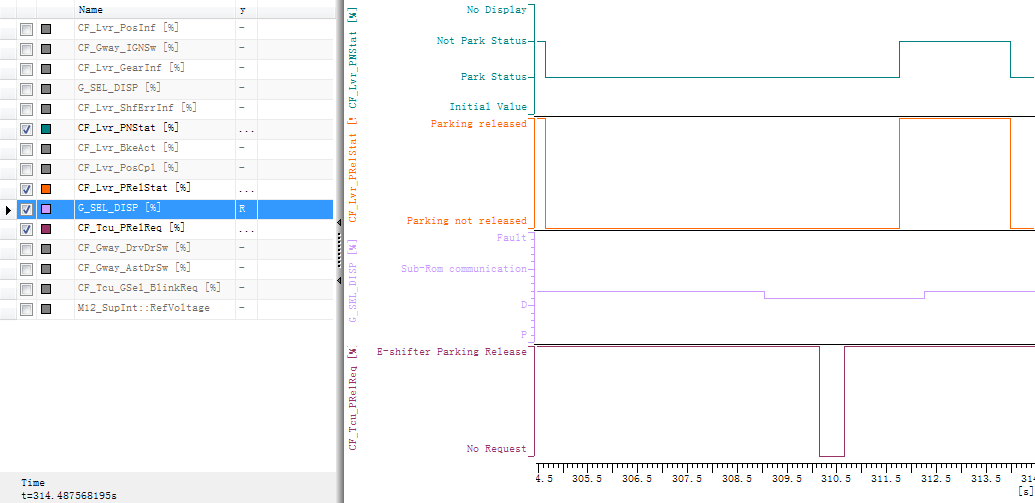 Name y
CF_Lvr_PosInf [%] -
CF_Gway_IGNSw [%] -
CF_Lvr_GearInf [%] -
G_SEL_DISP [%] -
CF_Lvr_ShfErrInf [%] -
CF_Lvr_PNStat [%] ...
CF_Lvr_BkeAct [%] -
CF_Lvr_PosCpl [%] -
CF_Lvr_PRelStat [%] ...
G_SEL_DISP [%] R
CF_Tcu_PRelReq [%] ...
CF_Gway_DrvDrSw [%] -
CF_Gway_AstDrSw [%] -
CF_Tcu_GSel_BlinkReq [%] -
M12_SupInt::RefVoltage -
Time
t=314.487568195s
CF_Lvr_PNStat [%]
No Display
Not Park Status
Park Status
Initial Value
CF_Lvr_PRelStat [%
Parking released
Parking not released
G_SEL_DISP [%]
Fault
Sub-Rom communication
D
P
CF_Tcu_PRelReq [%
E-shifter Parking Release
No Request
4.5 305.5 306.5 307.5 308.5 309.5 310.5 311.5 312.5 313.5 314
[s]